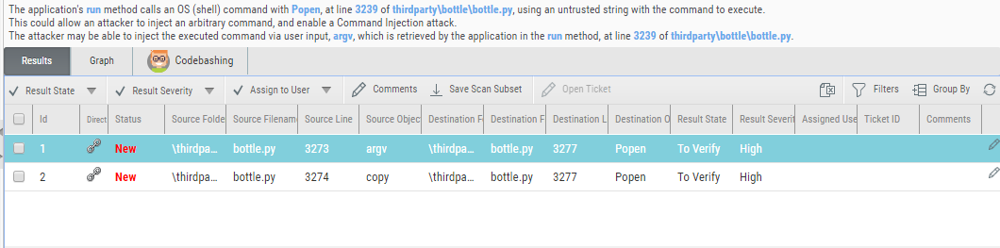 The application's run method calls an OS (shell) command with Popen, at line 3239 of thirdparty\bottle\bottle.py, using an untrusted string with the command to execute.
This could allow an attacker to inject an arbitrary command, and enable a Command Injection attack.
The attacker may be able to inject the executed command via user input, argv, which is retrieved by the application in the run method, at line 3239 of thirdparty\bottle\bottle.py.
Results Graph Codebashing
Result State Result Severity Assign to User Comments Save Scan Subset Open Ticket Filters Group By
Id Direct Status Source Folde Source Filenam Source Line Source Objec Destination Fo Destination F Destination L Destination O Result State Result Severit Assigned Use Ticket ID Comments
1 New \thirdpa... bottle.py 3273 argv \thirdpa... bottle.py 3277 Popen To Verify High
2 New \thirdpa... bottle.py 3274 copy \thirdpa... bottle.py 3277 Popen To Verify High